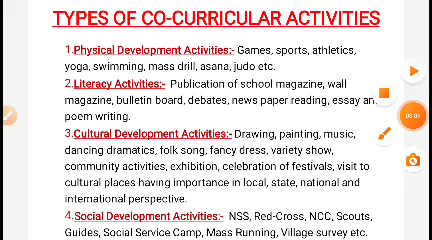 TYPES OF CO-CURRICULAR ACTIVITIES
1.Physical Development Activities:- Games, sports, athletics,
yoga, swimming, mass drill, asana, judo etc.
2.Literacy Activities:- Publication of school magazine, wall
magazine, bulletin board, debates, news paper reading, essay an
poem writing.
3.Cultural Development Activities:- Drawing, painting, music,
dancing dramatics, folk song, fancy dress, variety show,
community activities, exhibition, celebration of festivals, visit to
cultural places having importance in local, state, national and
international perspective.
4.Social Development Activities:- NSS, Red-Cross, NCC, Scouts,
Guides, Social Service Camp, Mass Running, Village survey etc.